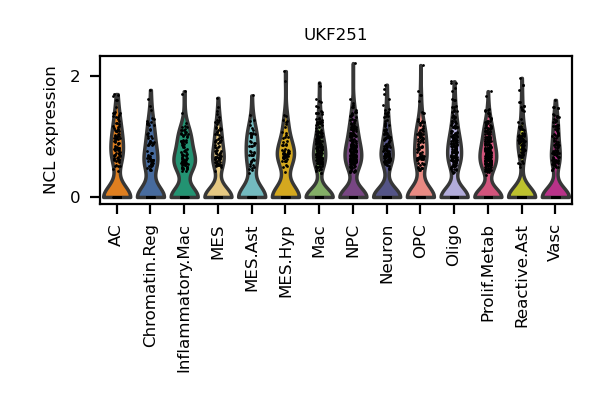 UKF251
NCL expression
2
0
AC
Chromatin.Reg
Inflammatory.Mac
MES
MES.Ast
MES.Hyp
Mac
NPC
Neuron
OPC
Oligo
Prolif.Metab
Reactive.Ast
Vasc